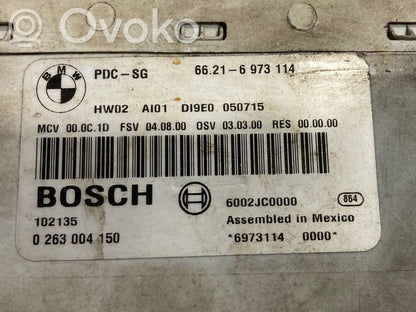 Ovoko
BMW
PDC-SG 66.21-6 973 114
HW02 AI01 DI9E0 050715
MCV 00.0C.1D FSV 04.08.00 OSV 03.03.00 RES 00.00.00
BOSCH
6002JC0000 864
102135 Assembled in Mexico
0 263 004 150 *6973114 0000*